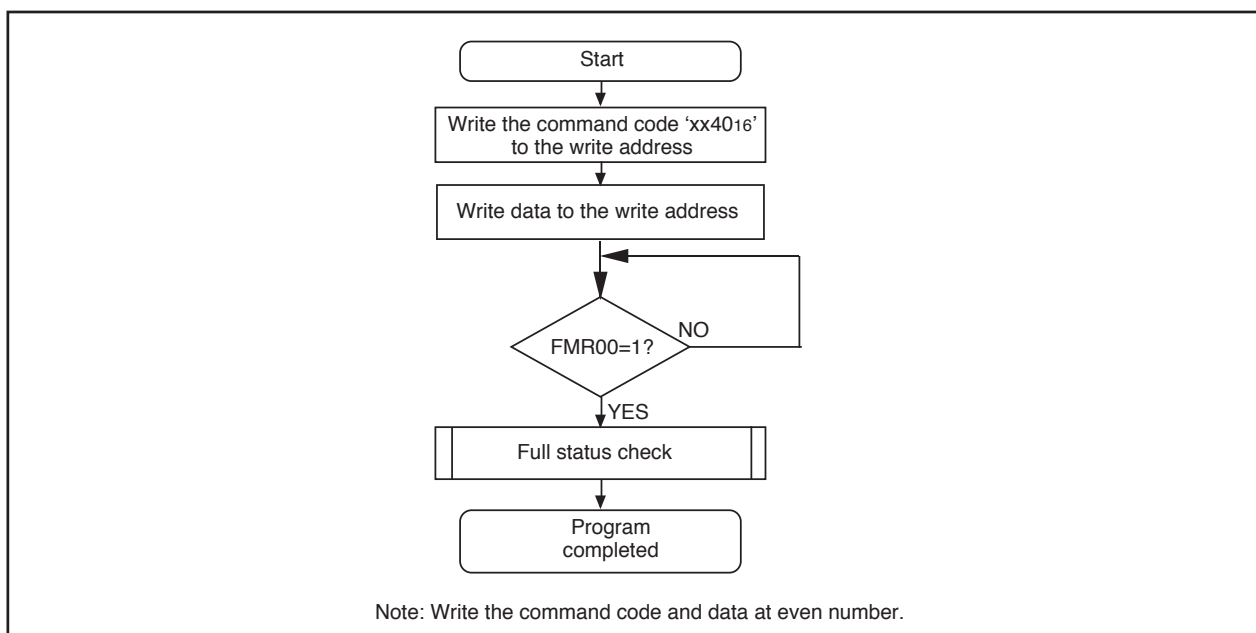 Start
Write the command code ‘xx4016’
to the write address
Write data to the write address
FMR00=1?
NO
YES
Full status check
Program
completed
Note: Write the command code and data at even number.